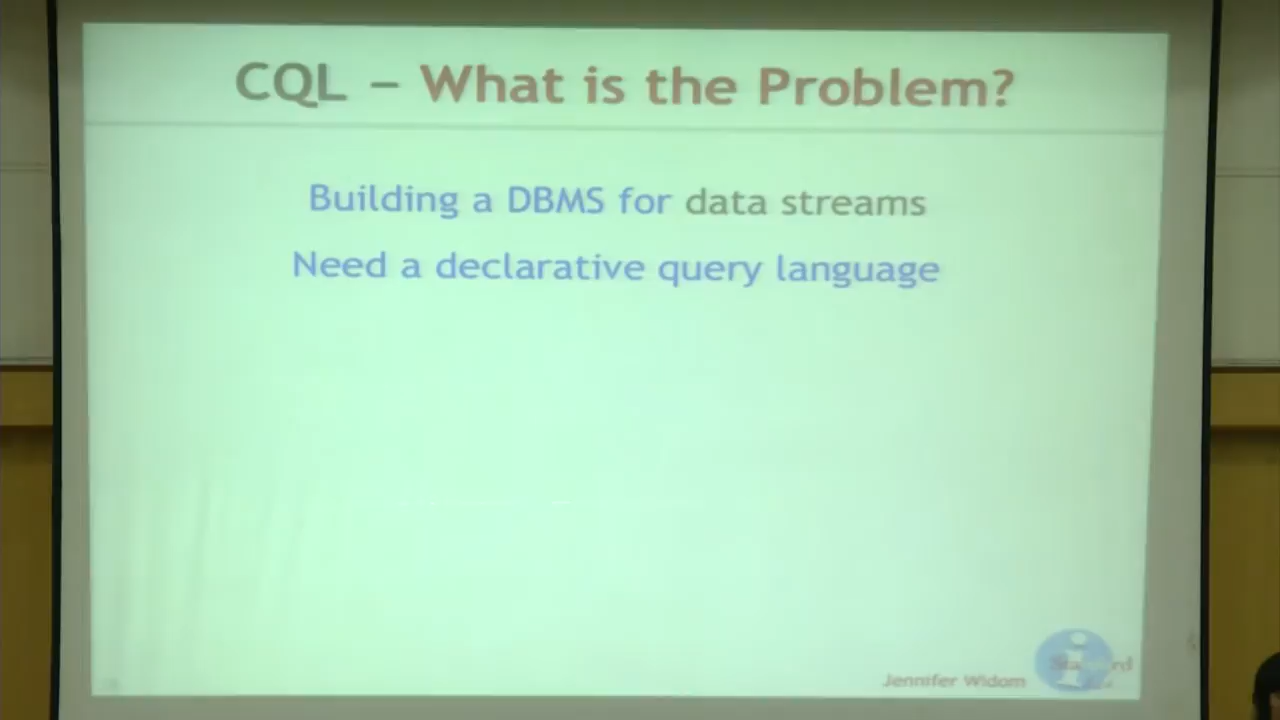 CQL – What is the Problem?
Building a DBMS for data streams
Need a declarative query language
Jennifer Widom